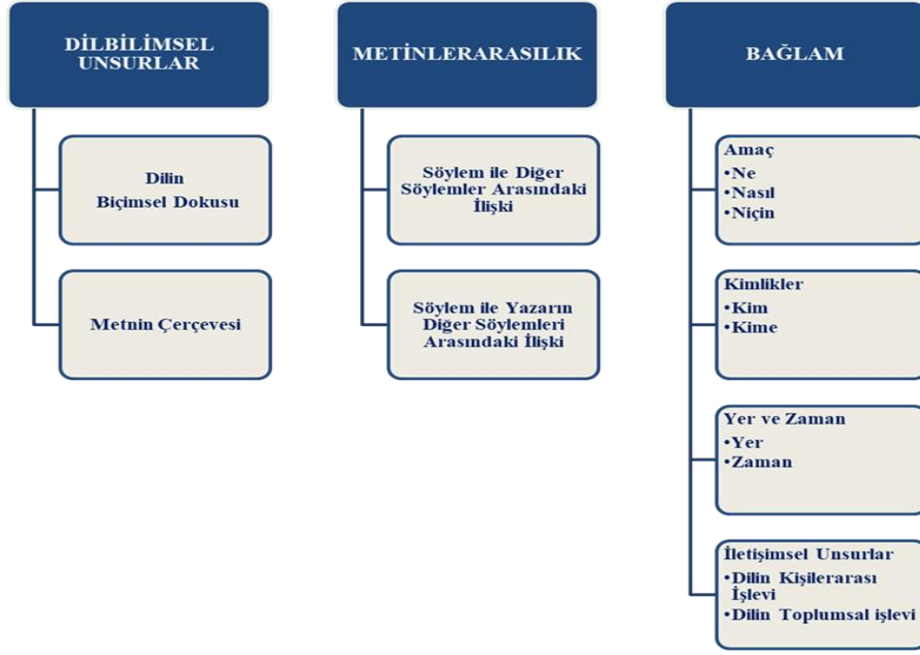 DİLBİLİMSEL
UNSURLAR
Dilin
Biçimsel Dokusu
Metnin Çerçevesi
METİNLERARASILIK
Söylem ile Diğer
Söylemler Arasındaki
İlişki
Söylem ile Yazarın
Diğer Söylemleri
Arasındaki İlişki
BAĞLAM
Amaç
•Ne
•Nasıl
•Niçin
Kimlikler
•Kim
•Kime
Yer ve Zaman
•Yer
•Zaman
İletişimsel Unsurlar
•Dilin Kişilerarası
İşlevi
•Dilin Toplumsal işlevi